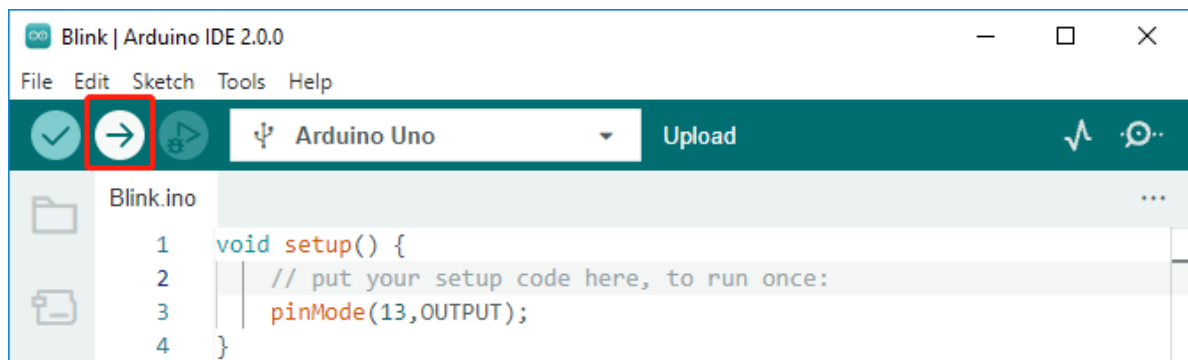 Blink | Arduino IDE 2.0.0
File Edit Sketch Tools Help
Arduino Uno Upload
Blink.ino
1 void setup() {
2 // put your setup code here, to run once:
3 pinMode(13,OUTPUT);
4 }